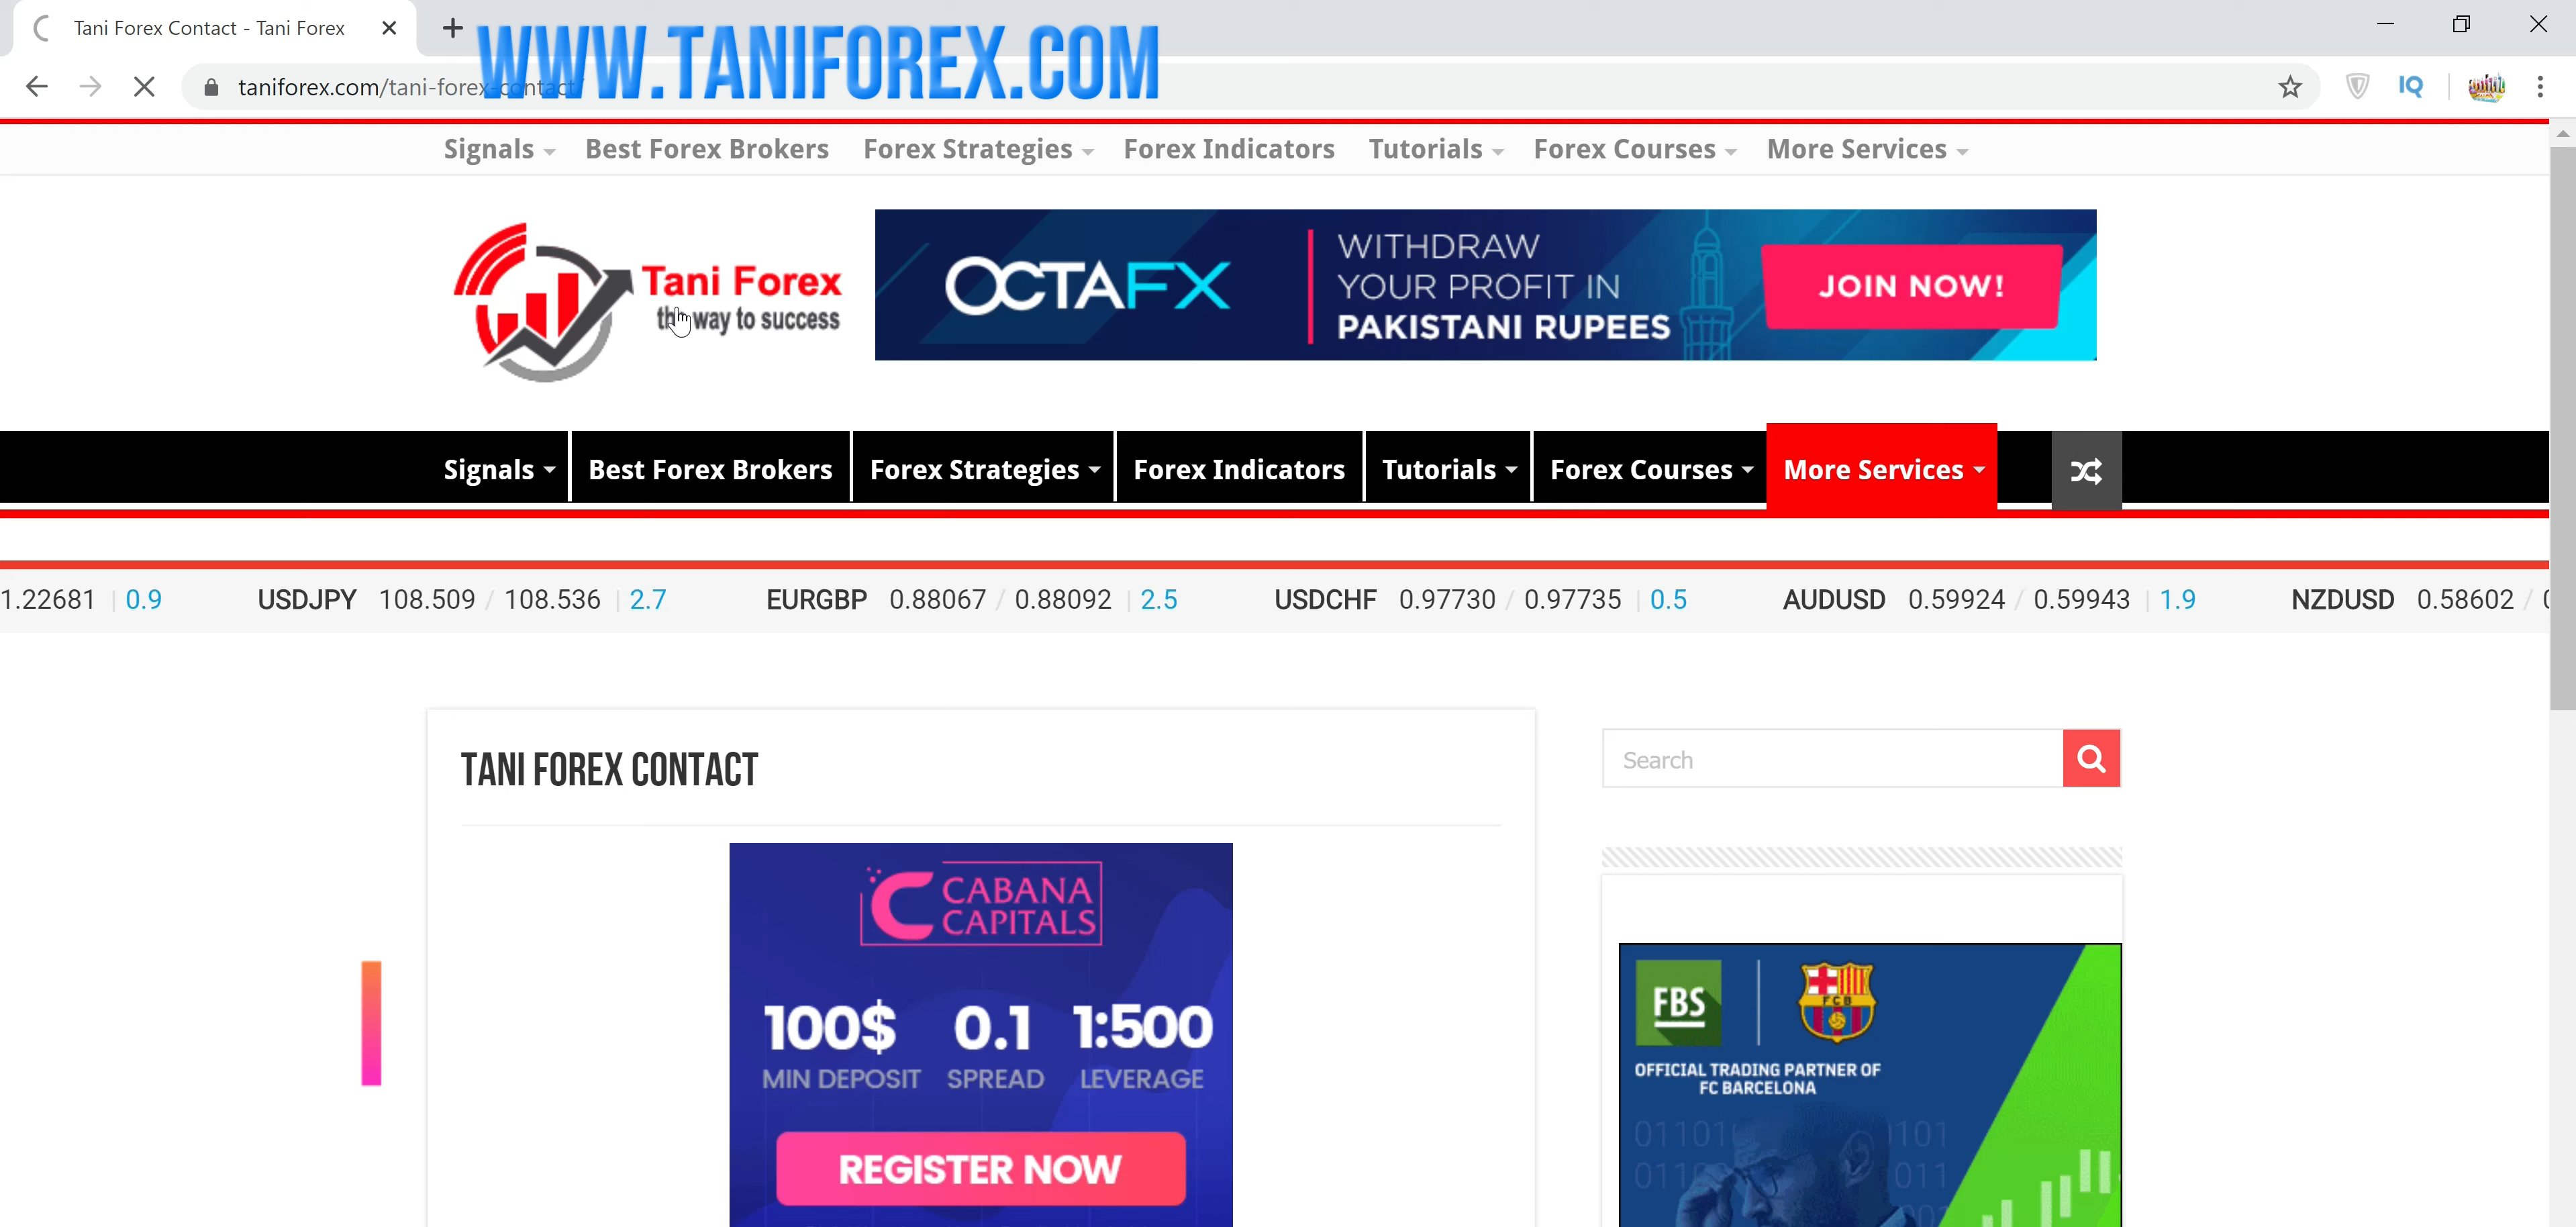 Tani Forex Contact - Tani Forex
WWW.TANIFOREX.COM
taniforex.com/tani-forex-contact
IQ
Signals Best Forex Brokers Forex Strategies Forex Indicators Tutorials Forex Courses More Services
Tani Forex
the way to success
OCTAFX
WITHDRAW
YOUR PROFIT IN
PAKISTANI RUPEES
JOIN NOW!
Signals Best Forex Brokers Forex Strategies Forex Indicators Tutorials Forex Courses More Services
1.22681 | 0.9 USDJPY 108.509 / 108.536 | 2.7 EURGBP 0.88067 / 0.88092 | 2.5 USDCHF 0.97730 / 0.97735 | 0.5 AUDUSD 0.59924 / 0.59943 | 1.9 NZDUSD 0.58602 /
TANI FOREX CONTACT
Search
CABANA
CAPITALS
100$ 0.1 1:500
MIN DEPOSIT SPREAD LEVERAGE
REGISTER NOW
FBS
FCB
OFFICIAL TRADING PARTNER OF
FC BARCELONA